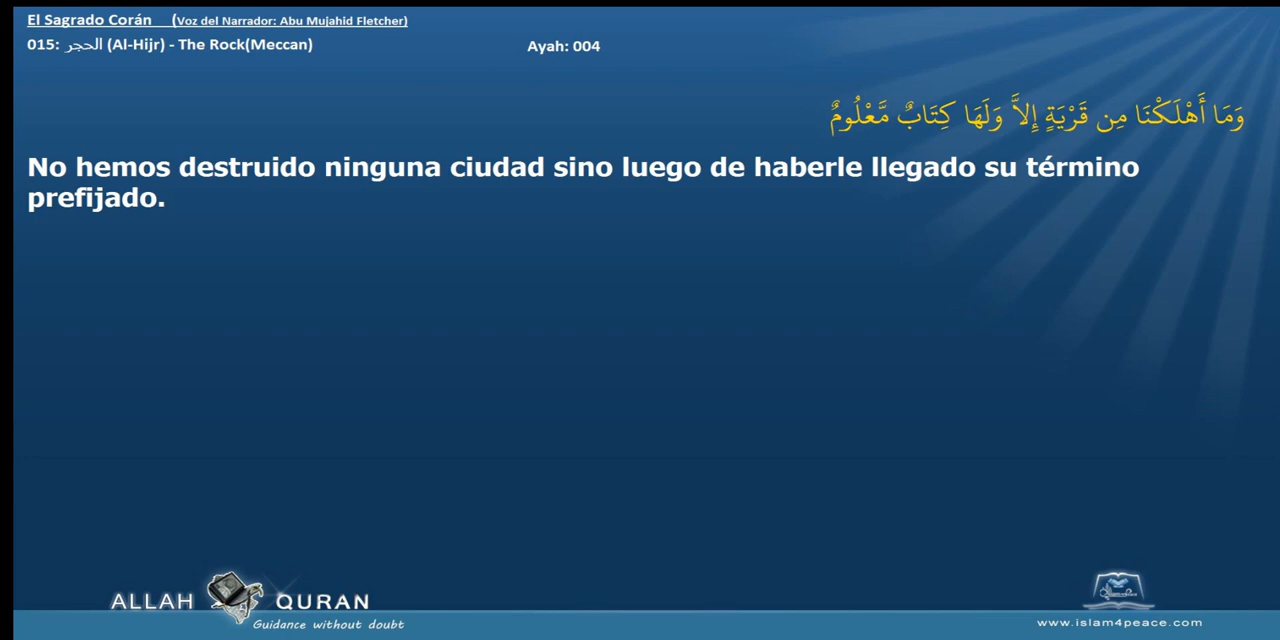 El Sagrado Corán (Voz del Narrador: Abu Mujahid Fletcher)
015: الحجر (Al-Hijr) - The Rock(Meccan)
Ayah: 004
وَمَا أَهْلَكْنَا مِن قَرْيَةٍ إِلاَّ وَلَهَا كِتَابٌ مَّعْلُومٌ
No hemos destruido ninguna ciudad sino luego de haberle llegado su término
prefijado.
ALLAH QURAN
Guidance without doubt
www.islam4peace.com